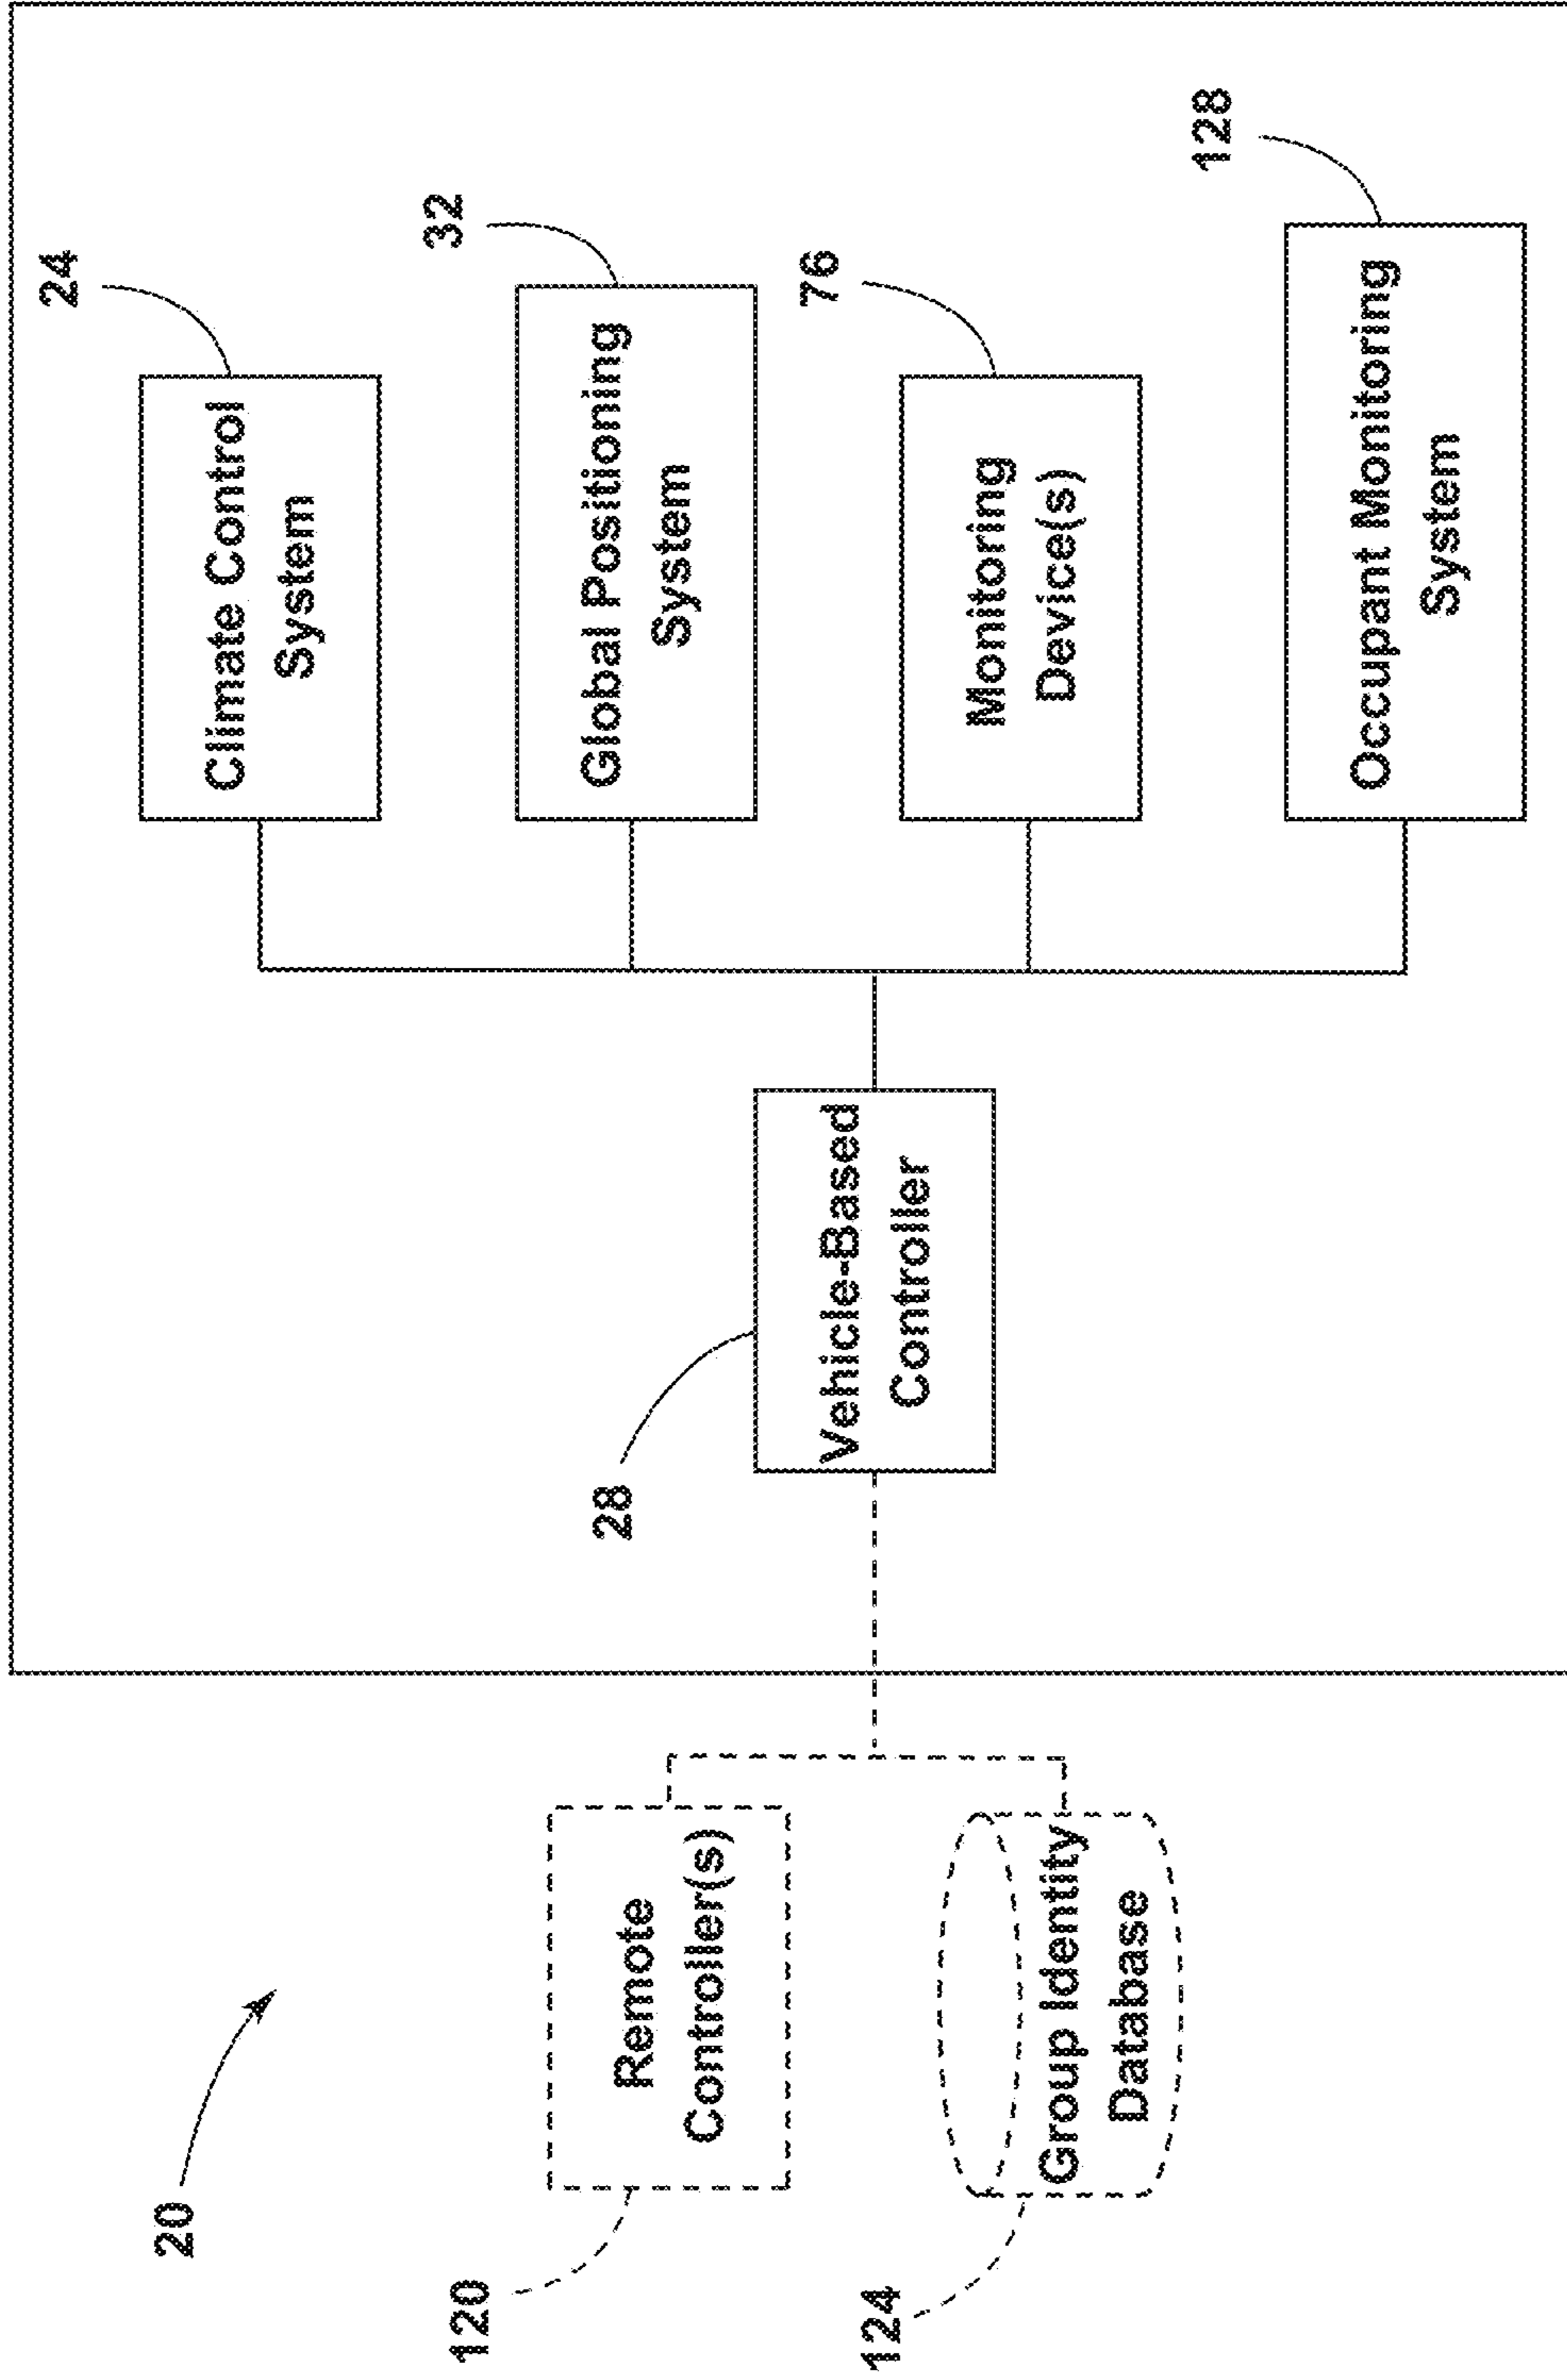 20
120
Remote
Controller(s)
124
Group Identity
Database
28
Vehicle-Based
Controller
24
Climate Control
System
32
Global Positioning
System
76
Monitoring
Device(s)
128
Occupant Monitoring
System